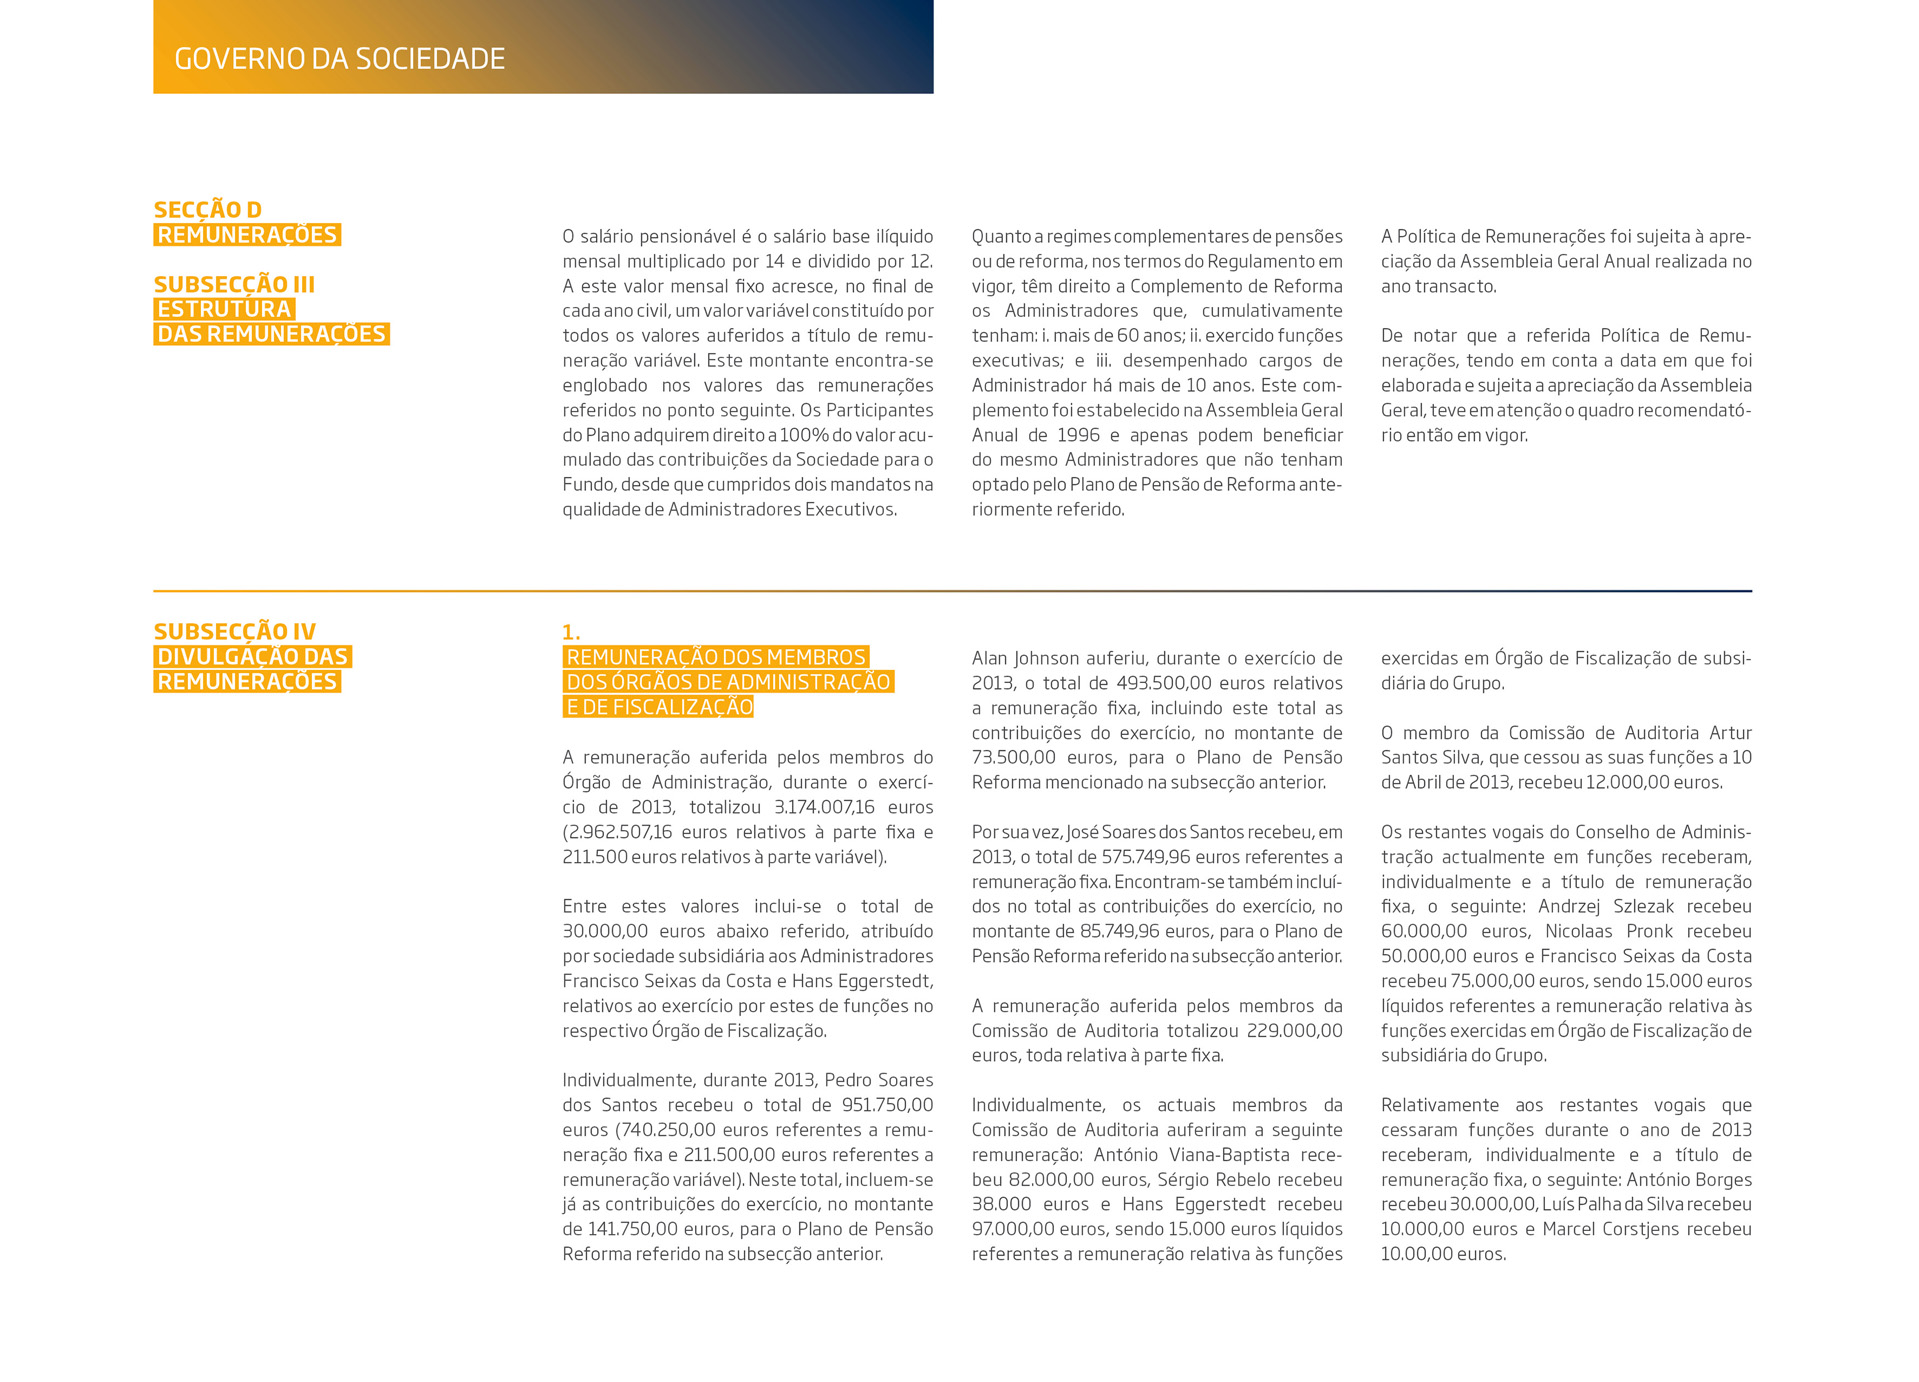 GOVERNO DA SOCIEDADE
SECÇÃO D
REMUNERAÇÕES
SUBSECÇÃO III
ESTRUTURA
DAS REMUNERAÇÕES
O salário pensionável é o salário base ilíquido
mensal multiplicado por 14 e dividido por 12.
A este valor mensal fixo acresce, no final de
cada ano civil, um valor variável constituído por
todos os valores auferidos a título de remu-
neração variável. Este montante encontra-se
englobado nos valores das remunerações
referidos no ponto seguinte. Os Participantes
do Plano adquirem direito a 100% do valor acu-
mulado das contribuições da Sociedade para o
Fundo, desde que cumpridos dois mandatos na
qualidade de Administradores Executivos.
Quanto a regimes complementares de pensões
ou de reforma, nos termos do Regulamento em
vigor, têm direito a Complemento de Reforma
os Administradores que, cumulativamente
tenham: i. mais de 60 anos; ii. exercido funções
executivas; e iii. desempenhado cargos de
Administrador há mais de 10 anos. Este com-
plemento foi estabelecido na Assembleia Geral
Anual de 1996 e apenas podem beneficiar
do mesmo Administradores que não tenham
optado pelo Plano de Pensão de Reforma ante-
riormente referido.
A Política de Remunerações foi sujeita à apre-
ciação da Assembleia Geral Anual realizada no
ano transacto.
De notar que a referida Política de Remu-
nerações, tendo em conta a data em que foi
elaborada e sujeita a apreciação da Assembleia
Geral, teve em atenção o quadro recomendató-
rio então em vigor.
SUBSECÇÃO IV
DIVULGAÇÃO DAS
REMUNERAÇÕES
1.
REMUNERAÇÃO DOS MEMBROS
DOS ÓRGÃOS DE ADMINISTRAÇÃO
E DE FISCALIZAÇÃO
A remuneração auferida pelos membros do
Órgão de Administração, durante o exercí-
cio de 2013, totalizou 3.174.007,16 euros
(2.962.507,16 euros relativos à parte fixa e
211.500 euros relativos à parte variável).
Entre estes valores inclui-se o total de
30.000,00 euros abaixo referido, atribuído
por sociedade subsidiária aos Administradores
Francisco Seixas da Costa e Hans Eggerstedt,
relativos ao exercício por estes de funções no
respectivo Órgão de Fiscalização.
Individualmente, durante 2013, Pedro Soares
dos Santos recebeu o total de 951.750,00
euros (740.250,00 euros referentes a remu-
neração fixa e 211.500,00 euros referentes a
remuneração variável). Neste total, incluem-se
já as contribuições do exercício, no montante
de 141.750,00 euros, para o Plano de Pensão
Reforma referido na subsecção anterior.
Alan Johnson auferiu, durante o exercício de
2013, o total de 493.500,00 euros relativos
a remuneração fixa, incluindo este total as
contribuições do exercício, no montante de
73.500,00 euros, para o Plano de Pensão
Reforma mencionado na subsecção anterior.
Por sua vez, José Soares dos Santos recebeu, em
2013, o total de 575.749,96 euros referentes a
remuneração fixa. Encontram-se também incluí-
dos no total as contribuições do exercício, no
montante de 85.749,96 euros, para o Plano de
Pensão Reforma referido na subsecção anterior.
A remuneração auferida pelos membros da
Comissão de Auditoria totalizou 229.000,00
euros, toda relativa à parte fixa.
Individualmente, os actuais membros da
Comissão de Auditoria auferiram a seguinte
remuneração: António Viana-Baptista rece-
beu 82.000,00 euros, Sérgio Rebelo recebeu
38.000 euros e Hans Eggerstedt recebeu
97.000,00 euros, sendo 15.000 euros líquidos
referentes a remuneração relativa às funções
exercidas em Órgão de Fiscalização de subsi-
diária do Grupo.
O membro da Comissão de Auditoria Artur
Santos Silva, que cessou as suas funções a 10
de Abril de 2013, recebeu 12.000,00 euros.
Os restantes vogais do Conselho de Adminis-
tração actualmente em funções receberam,
individualmente e a título de remuneração
fixa, o seguinte: Andrzej Szlezak recebeu
60.000,00 euros, Nicolaas Pronk recebeu
50.000,00 euros e Francisco Seixas da Costa
recebeu 75.000,00 euros, sendo 15.000 euros
líquidos referentes a remuneração relativa às
funções exercidas em Órgão de Fiscalização de
subsidiária do Grupo.
Relativamente aos restantes vogais que
cessaram funções durante o ano de 2013
receberam, individualmente e a título de
remuneração fixa, o seguinte: António Borges
recebeu 30.000,00, Luís Palha da Silva recebeu
10.000,00 euros e Marcel Corstjens recebeu
10.00,00 euros.